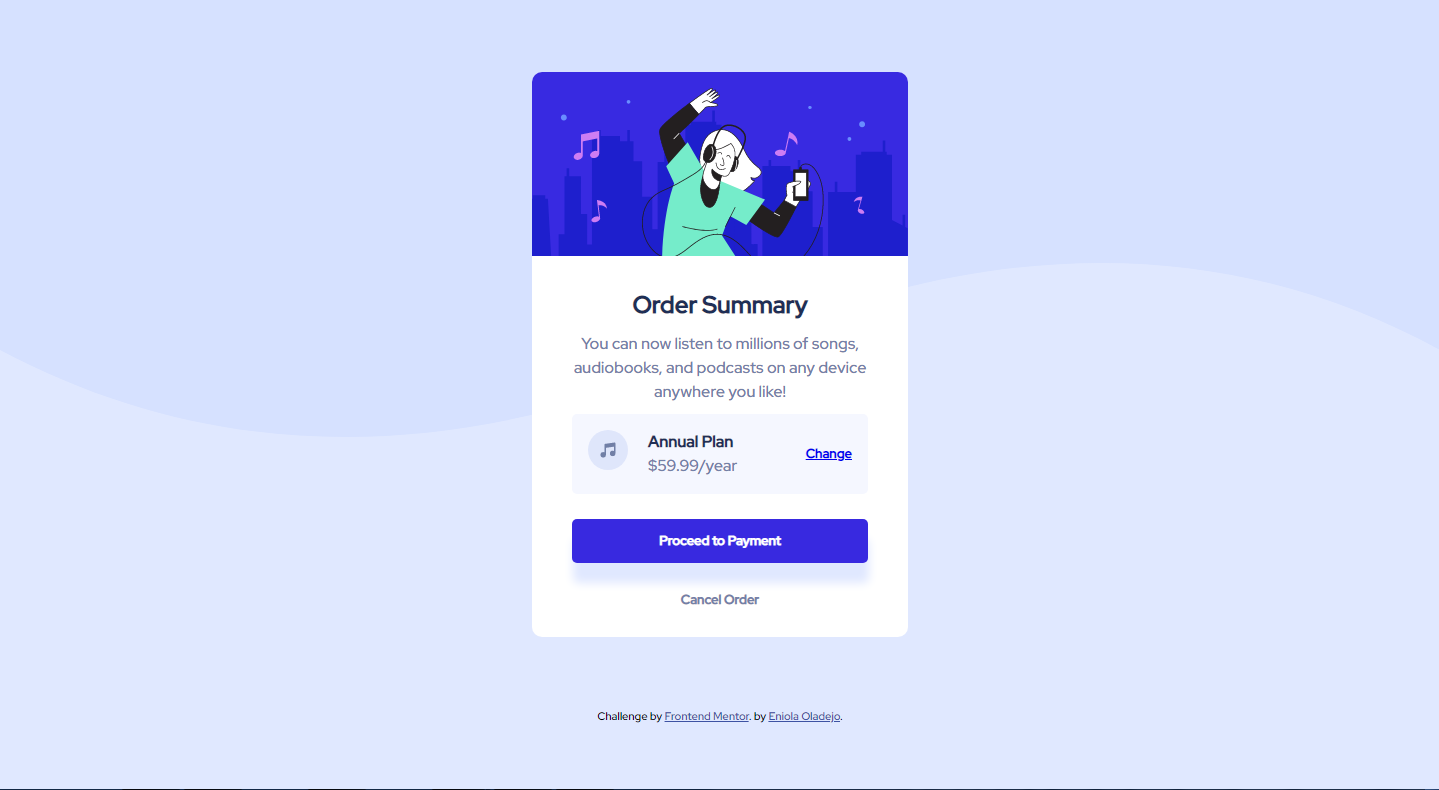 Order Summary
You can now listen to millions of songs,
audiobooks, and podcasts on any device
anywhere you like!
Annual Plan
$59.99/year
Change
Proceed to Payment
Cancel Order
Challenge by Frontend Mentor. by Eniola Oladejo.